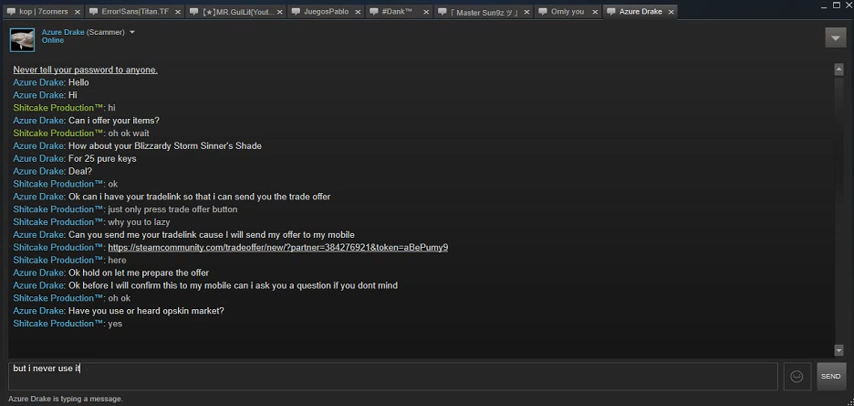 kop | 7corners
Error!Sans|Titan.TF
[★]MR.GuiLil(Yout...
JuegosPablo
#Dank™
「 Master Sun9z ツ 」
Omly you
Azure Drake
Azure Drake (Scammer)
Online
Never tell your password to anyone.
Azure Drake: Hello
Azure Drake: Hi
Shitcake Production™: hi
Azure Drake: Can i offer your items?
Shitcake Production™: oh ok wait
Azure Drake: How about your Blizzardy Storm Sinner's Shade
Azure Drake: For 25 pure keys
Azure Drake: Deal?
Shitcake Production™: ok
Azure Drake: Ok can i have your tradelink so that i can send you the trade offer
Shitcake Production™: just only press trade offer button
Shitcake Production™: why you to lazy
Azure Drake: Can you send me your tradelink cause I will send my offer to my mobile
Shitcake Production™: https://steamcommunity.com/tradeoffer/new/?partner=384276921&token=aBePumy9
Shitcake Production™: here
Azure Drake: Ok hold on let me prepare the offer
Azure Drake: Ok before I will confirm this to my mobile can i ask you a question if you dont mind
Shitcake Production™: oh ok
Azure Drake: Have you use or heard opskin market?
Shitcake Production™: yes
but i never use it
SEND
Azure Drake is typing a message.